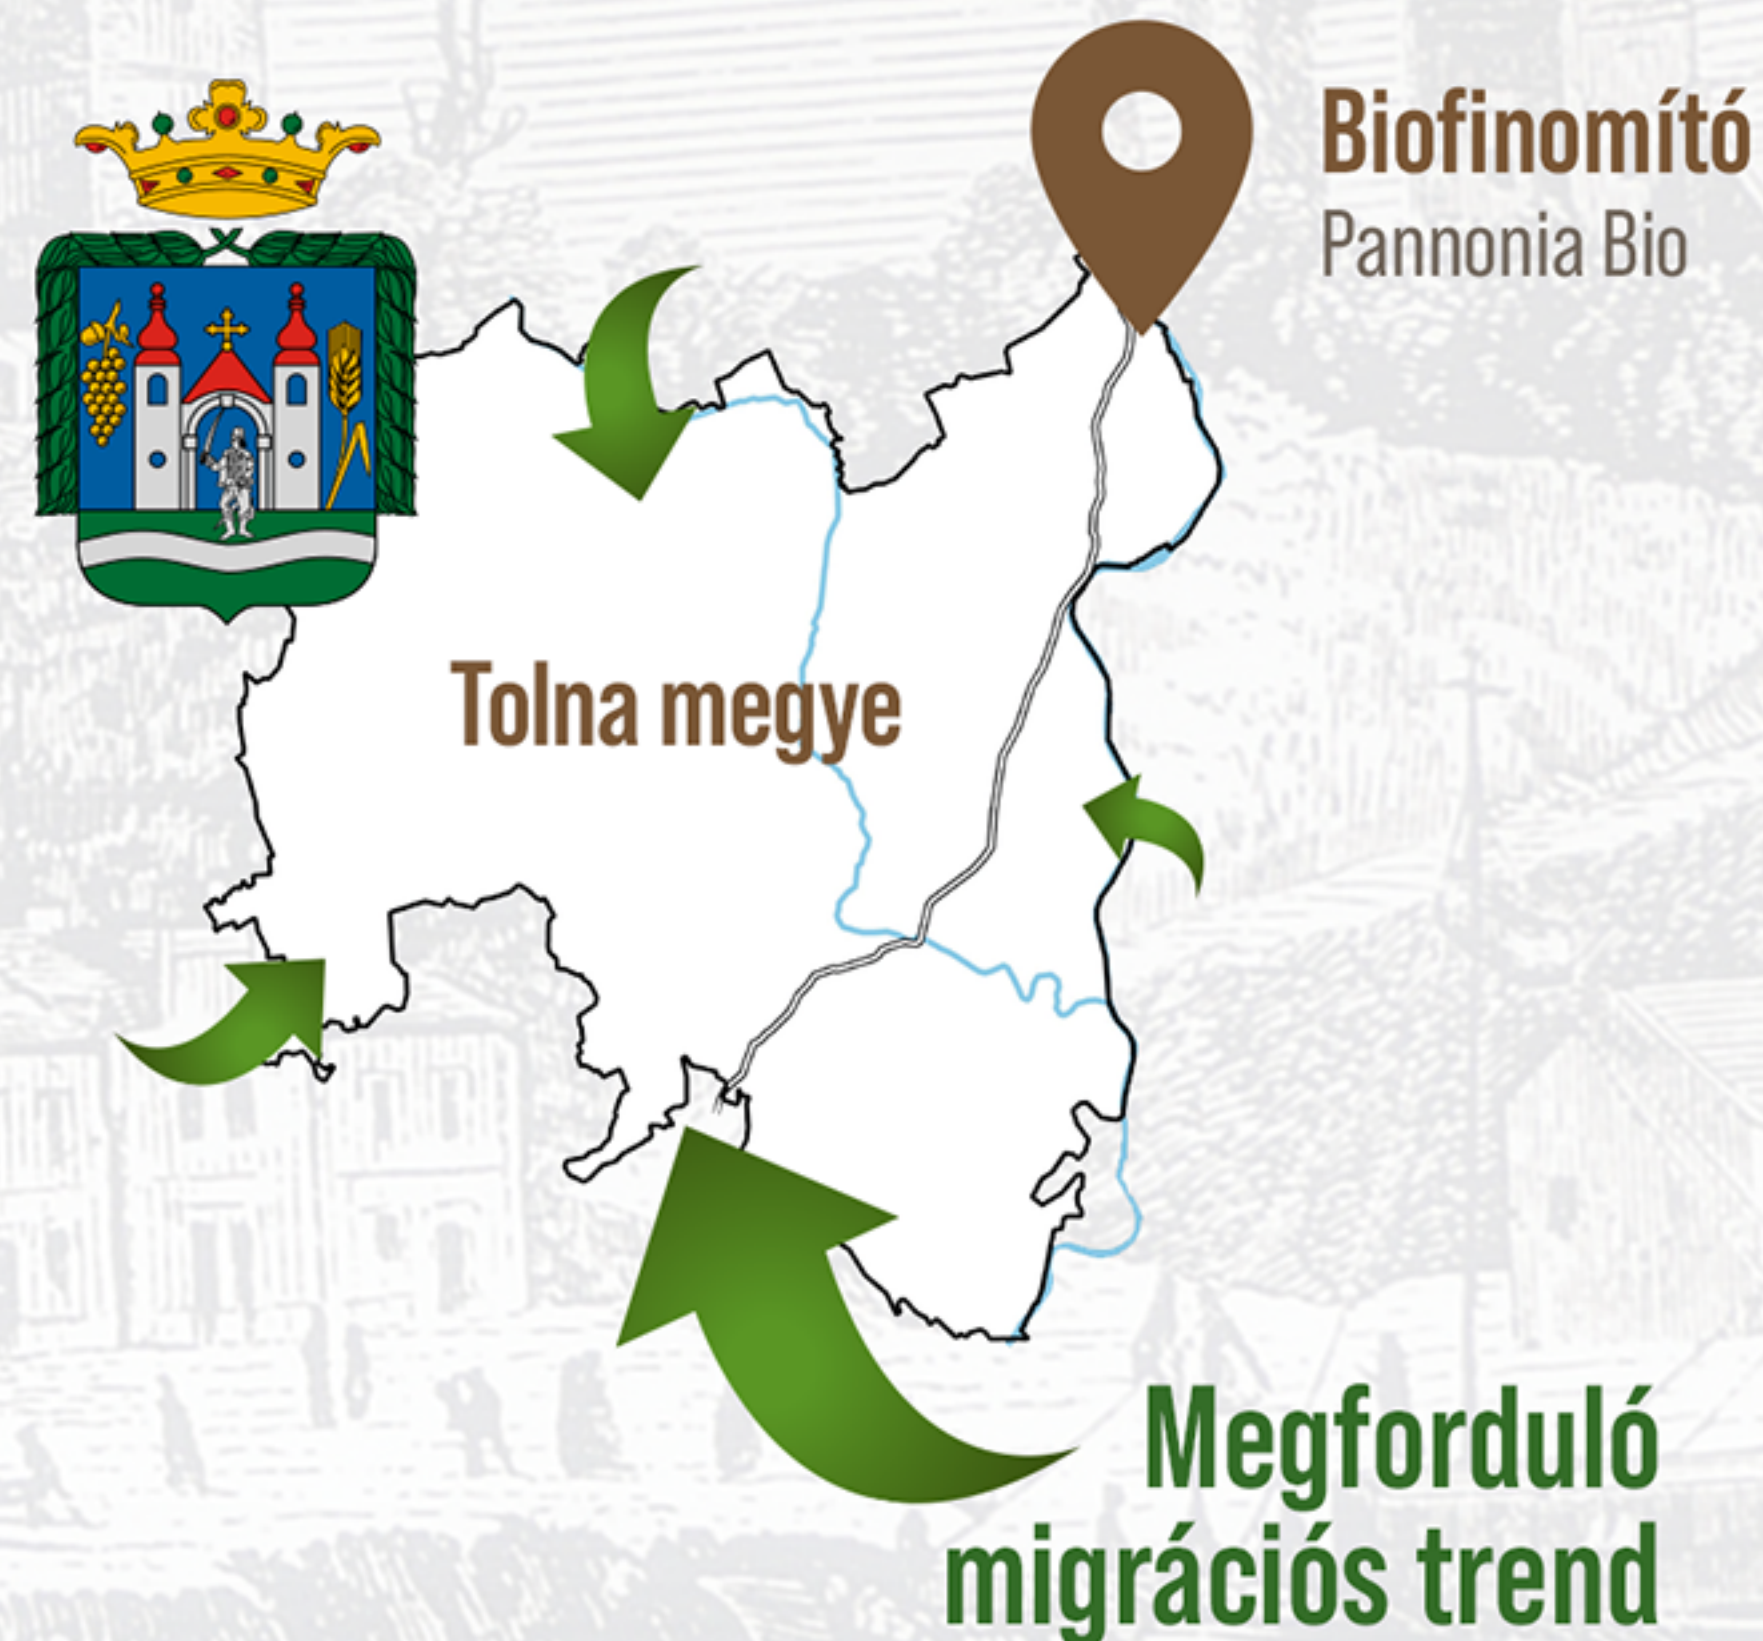 Biofinomító
Pannonia Bio
Tolna megye
Megforduló
migrációs trend